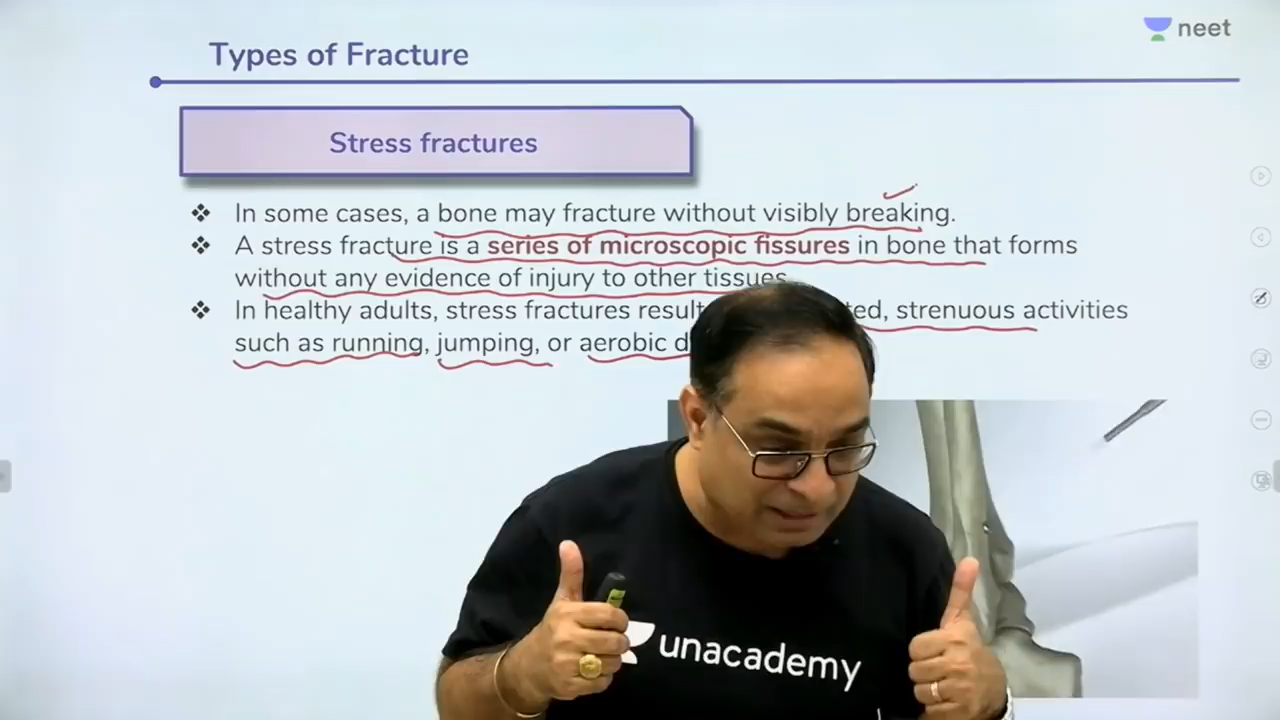 neet
Types of Fracture
Stress fractures
❖ In some cases, a bone may fracture without visibly breaking.
❖ A stress fracture is a series of microscopic fissures in bone that forms
without any evidence of injury to other tissues
❖ In healthy adults, stress fractures result ted, strenuous activities
such as running, jumping, or aerobic d
unacademy